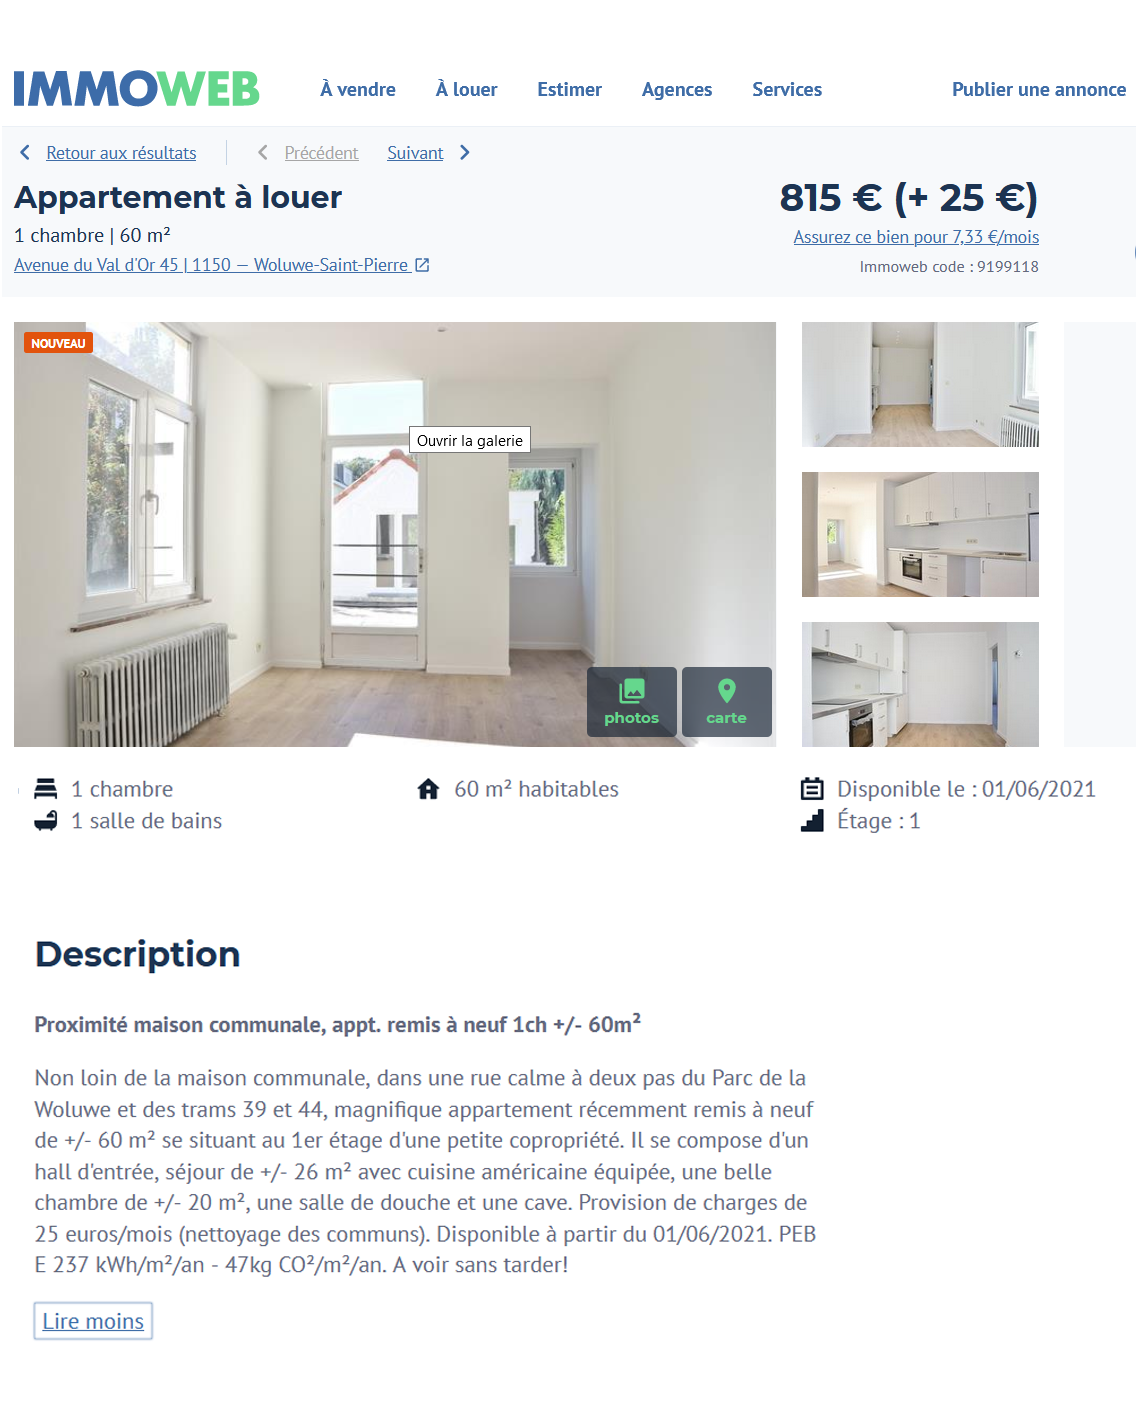 IMMOWEB
À vendre À louer Estimer Agences Services Publier une annonce
Retour aux résultats Précédent Suivant
Appartement à louer
815 € (+ 25 €)
1 chambre | 60 m²
Assurez ce bien pour 7,33 €/mois
Avenue du Val d'Or 45 | 1150 — Woluwe-Saint-Pierre
Immoweb code : 9199118
NOUVEAU
Ouvrir la galerie
photos carte
1 chambre
60 m² habitables
Disponible le : 01/06/2021
1 salle de bains
Étage : 1
Description
Proximité maison communale, appt. remis à neuf 1ch +/- 60m²
Non loin de la maison communale, dans une rue calme à deux pas du Parc de la
Woluwe et des trams 39 et 44, magnifique appartement récemment remis à neuf
de +/- 60 m² se situant au 1er étage d'une petite copropriété. Il se compose d'un
hall d'entrée, séjour de +/- 26 m² avec cuisine américaine équipée, une belle
chambre de +/- 20 m², une salle de douche et une cave. Provision de charges de
25 euros/mois (nettoyage des communs). Disponible à partir du 01/06/2021. PEB
E 237 kWh/m²/an - 47kg CO²/m²/an. A voir sans tarder!
Lire moins